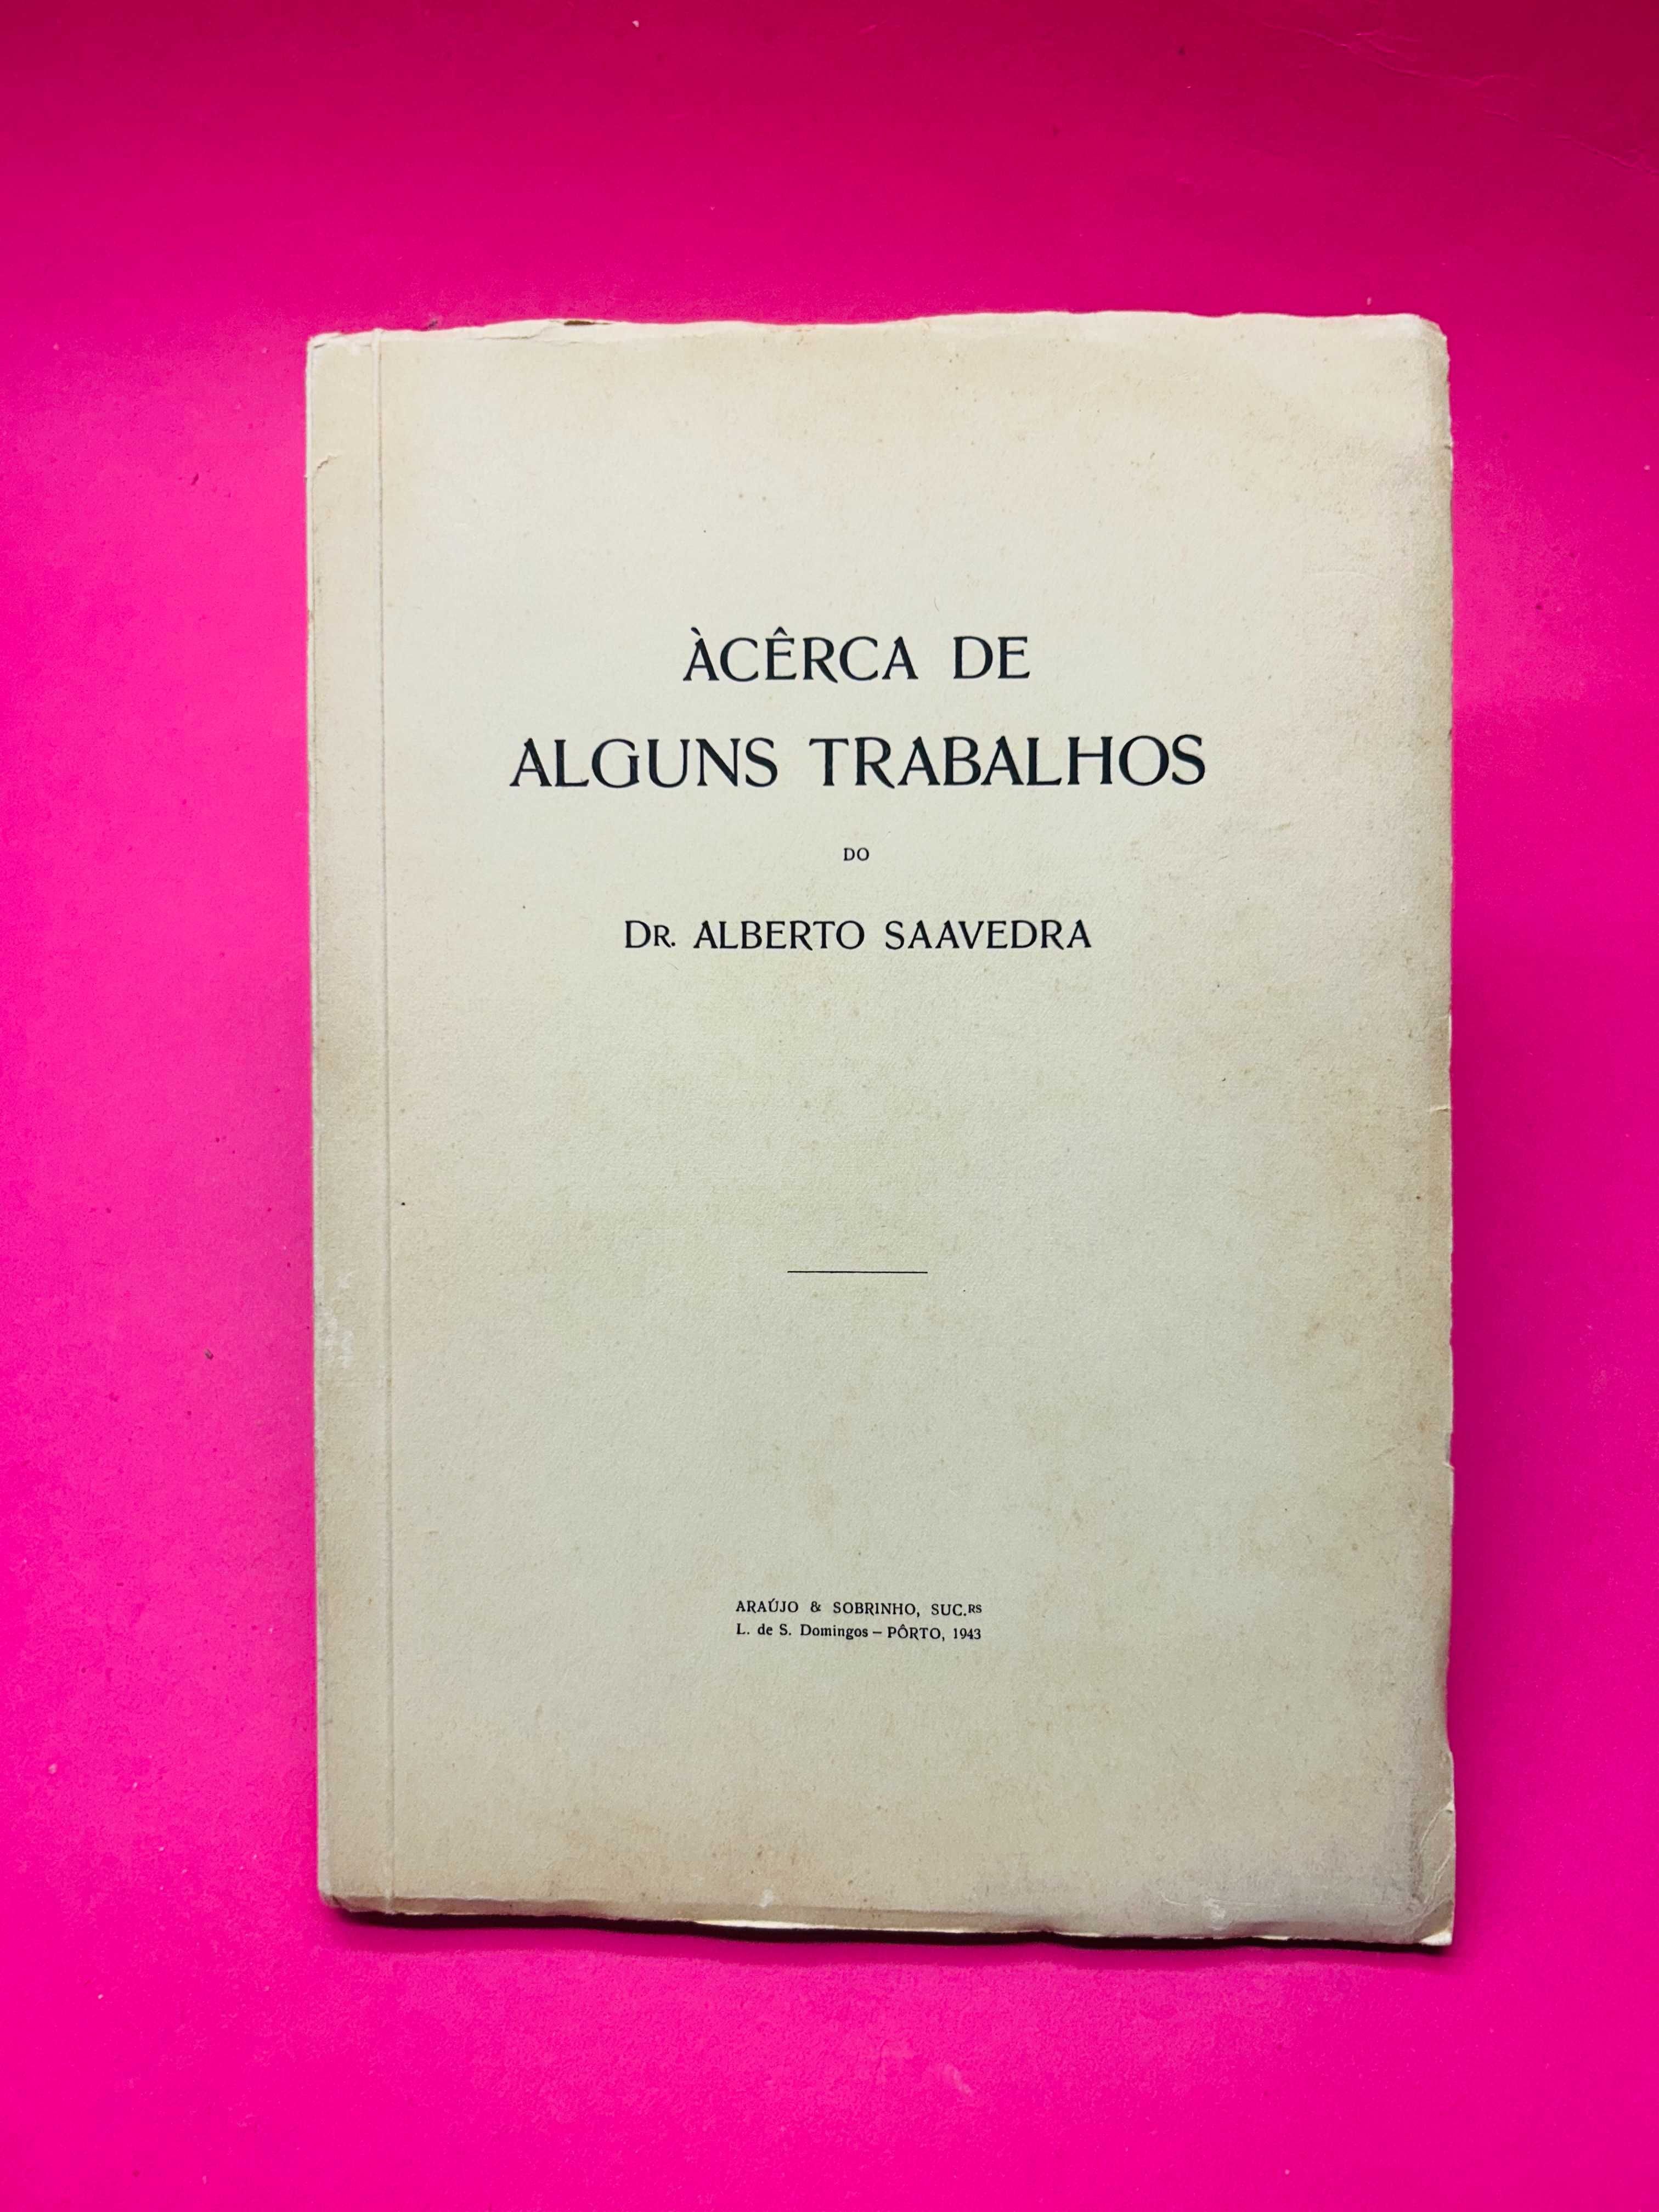 ÀCÊRCA DE
ALGUNS TRABALHOS
DO
DR. ALBERTO SAAVEDRA
ARAÚJO & SOBRINHO, SUC.RS
L. de S. Domingos – PÔRTO, 1943